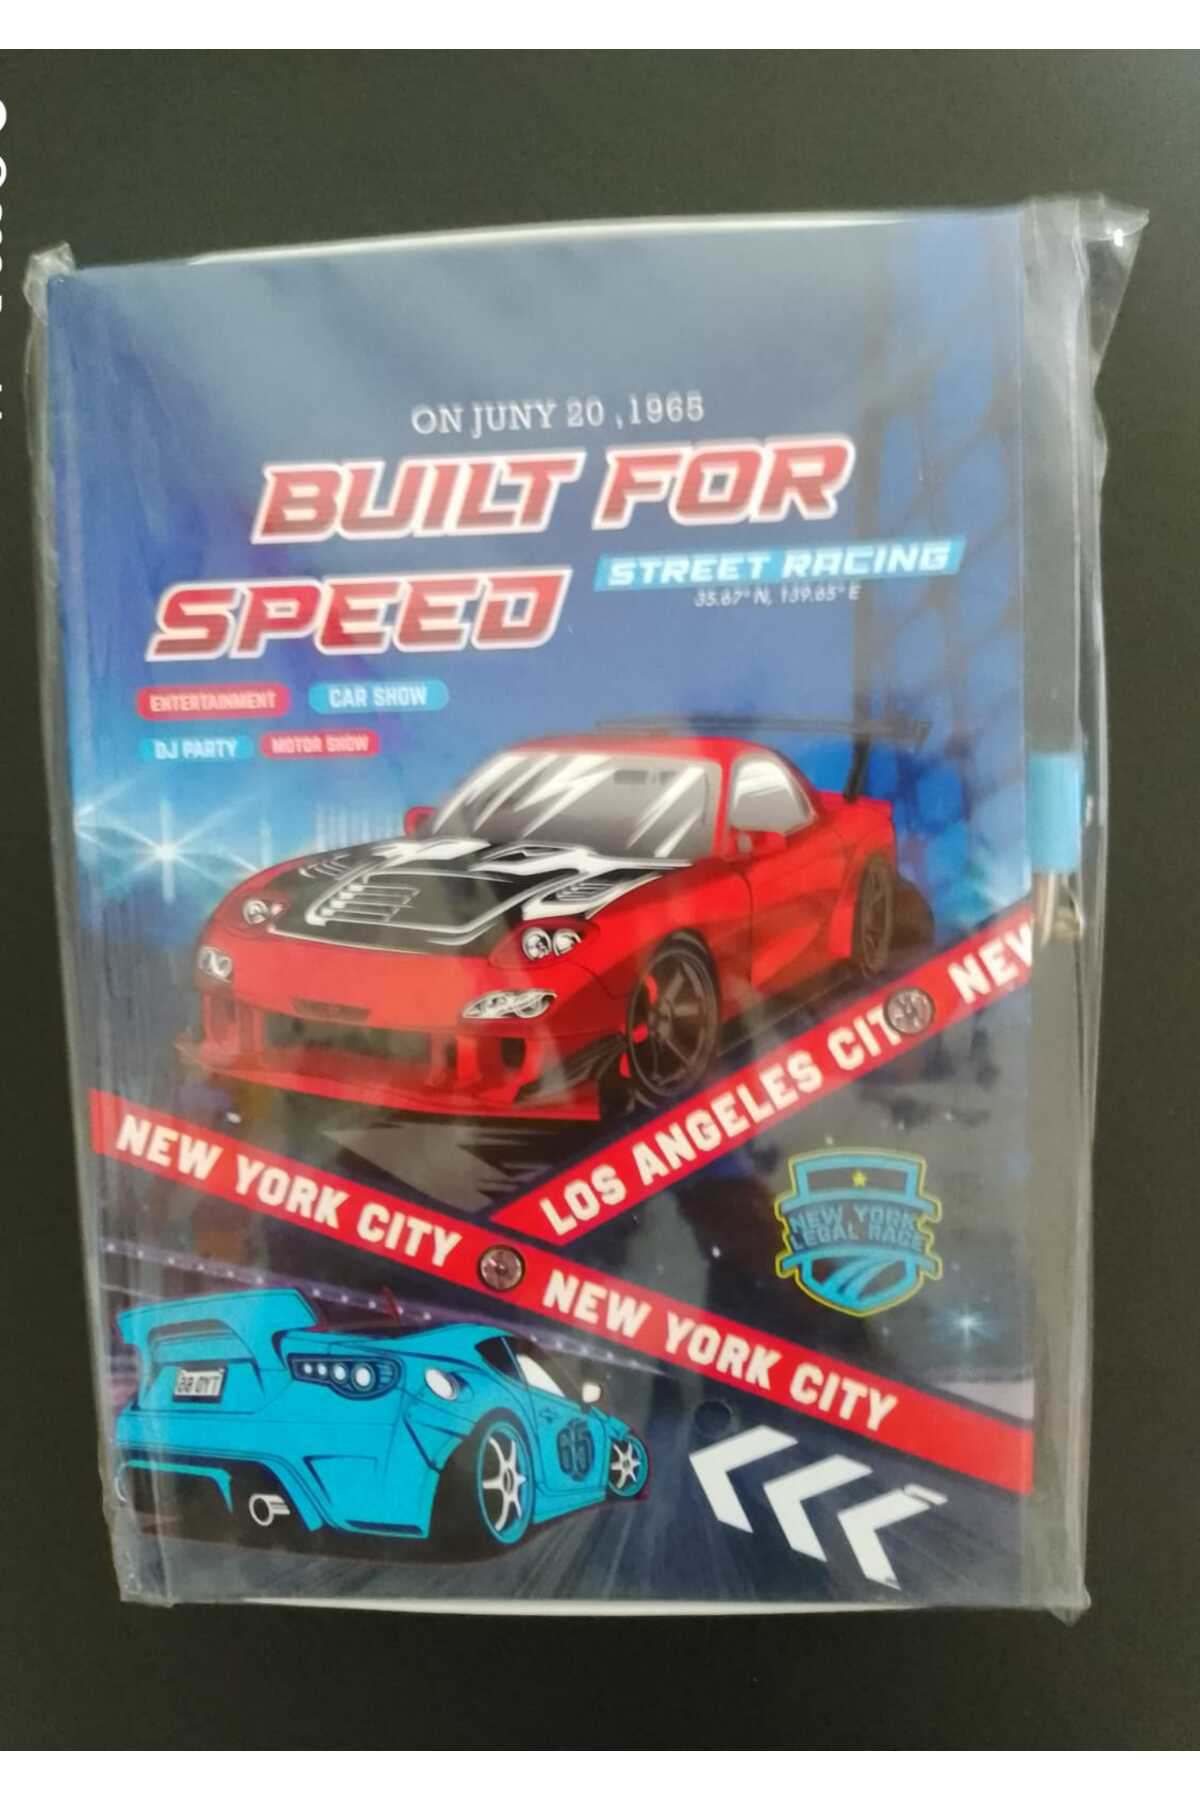 ON JUNY 20 ,1965
BUILT FOR
SPEED
STREET RACING
35.67° N, 139.65° E
ENTERTAINMENT
CAR SHOW
DJ PARTY
MOTOR SHOW
LOS ANGELES CITY NEW
NEW YORK CITY NEW YORK CITY
NEW YORK
LEGAL RACE
65